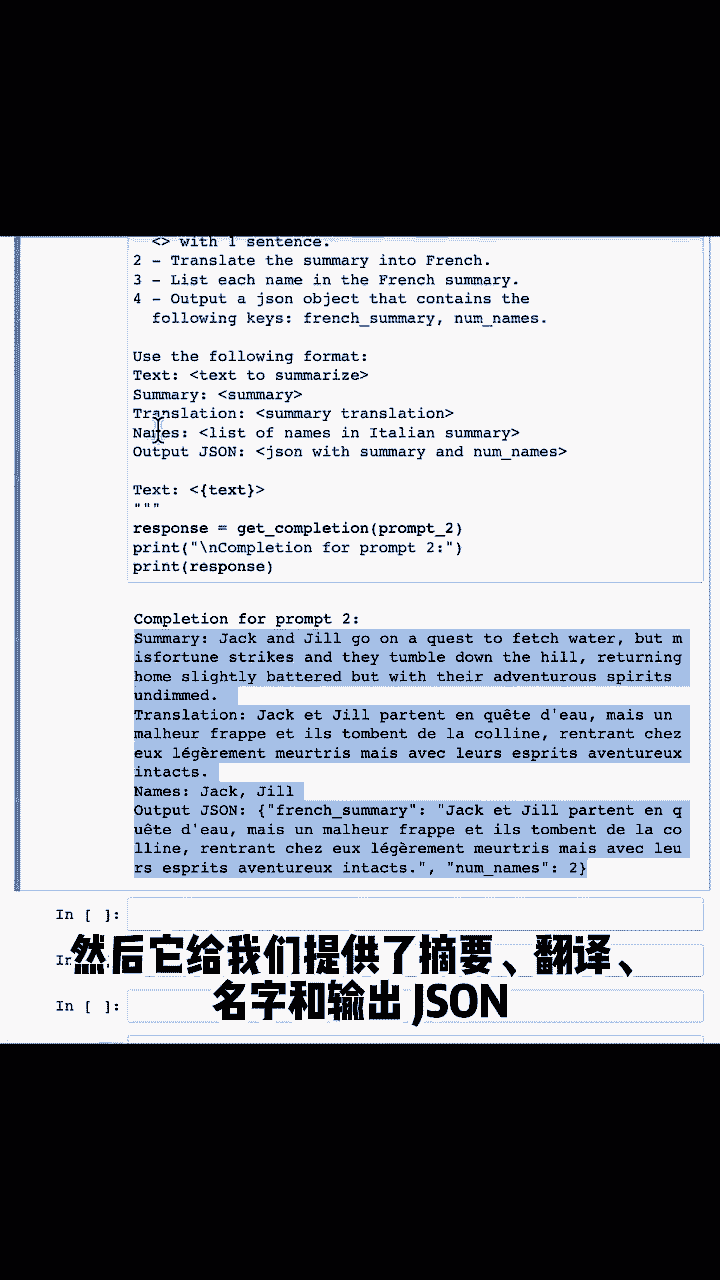 <> with 1 sentence.
2 - Translate the summary into French.
3 - List each name in the French summary.
4 - Output a json object that contains the
following keys: french_summary, num_names.
Use the following format:
Text: <text to summarize>
Summary: <summary>
Translation: <summary translation>
Names: <list of names in Italian summary>
Output JSON: <json with summary and num_names>
Text: <{text}>
"""
response = get_completion(prompt_2)
print("\nCompletion for prompt 2:")
print(response)
Completion for prompt 2:
Summary: Jack and Jill go on a quest to fetch water, but m
isfortune strikes and they tumble down the hill, returning
home slightly battered but with their adventurous spirits
undimmed.
Translation: Jack et Jill partent en quête d'eau, mais un
malheur frappe et ils tombent de la colline, rentrant chez
eux légèrement meurtris mais avec leurs esprits aventureux
intacts.
Names: Jack, Jill
Output JSON: {"french_summary": "Jack et Jill partent en q
uête d'eau, mais un malheur frappe et ils tombent de la co
lline, rentrant chez eux légèrement meurtris mais avec leu
rs esprits aventureux intacts.", "num_names": 2}
In [ ]:
In [ ]:
然后它给我们提供了摘要、翻译、
名字和输出 JSON